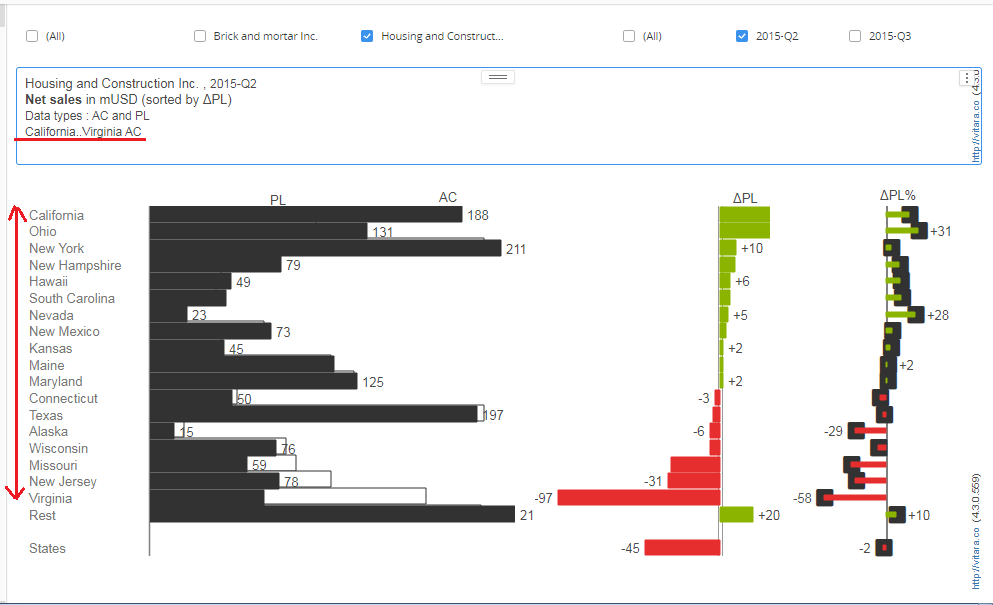 (All) Brick and mortar Inc. Housing and Construct... (All) 2015-Q2 2015-Q3
Housing and Construction Inc. , 2015-Q2
Net sales in mUSD (sorted by ΔPL)
Data types : AC and PL
California..Virginia AC
http://vitara.co (4.3.0
PL AC ΔPL ΔPL%
California 188
Ohio 131 +31
New York 211 +10
New Hampshire 79
Hawaii 49 +6
South Carolina
Nevada 23 +5 +28
New Mexico 73
Kansas 45 +2
Maine +2
Maryland 125 +2
Connecticut 50 -3
Texas 197
Alaska 15 -6 -29
Wisconsin 76
Missouri 59
New Jersey 78 -31
Virginia -97 -58
Rest 21 +20 +10
States -45 -2
http://vitara.co (4.3.0.559)